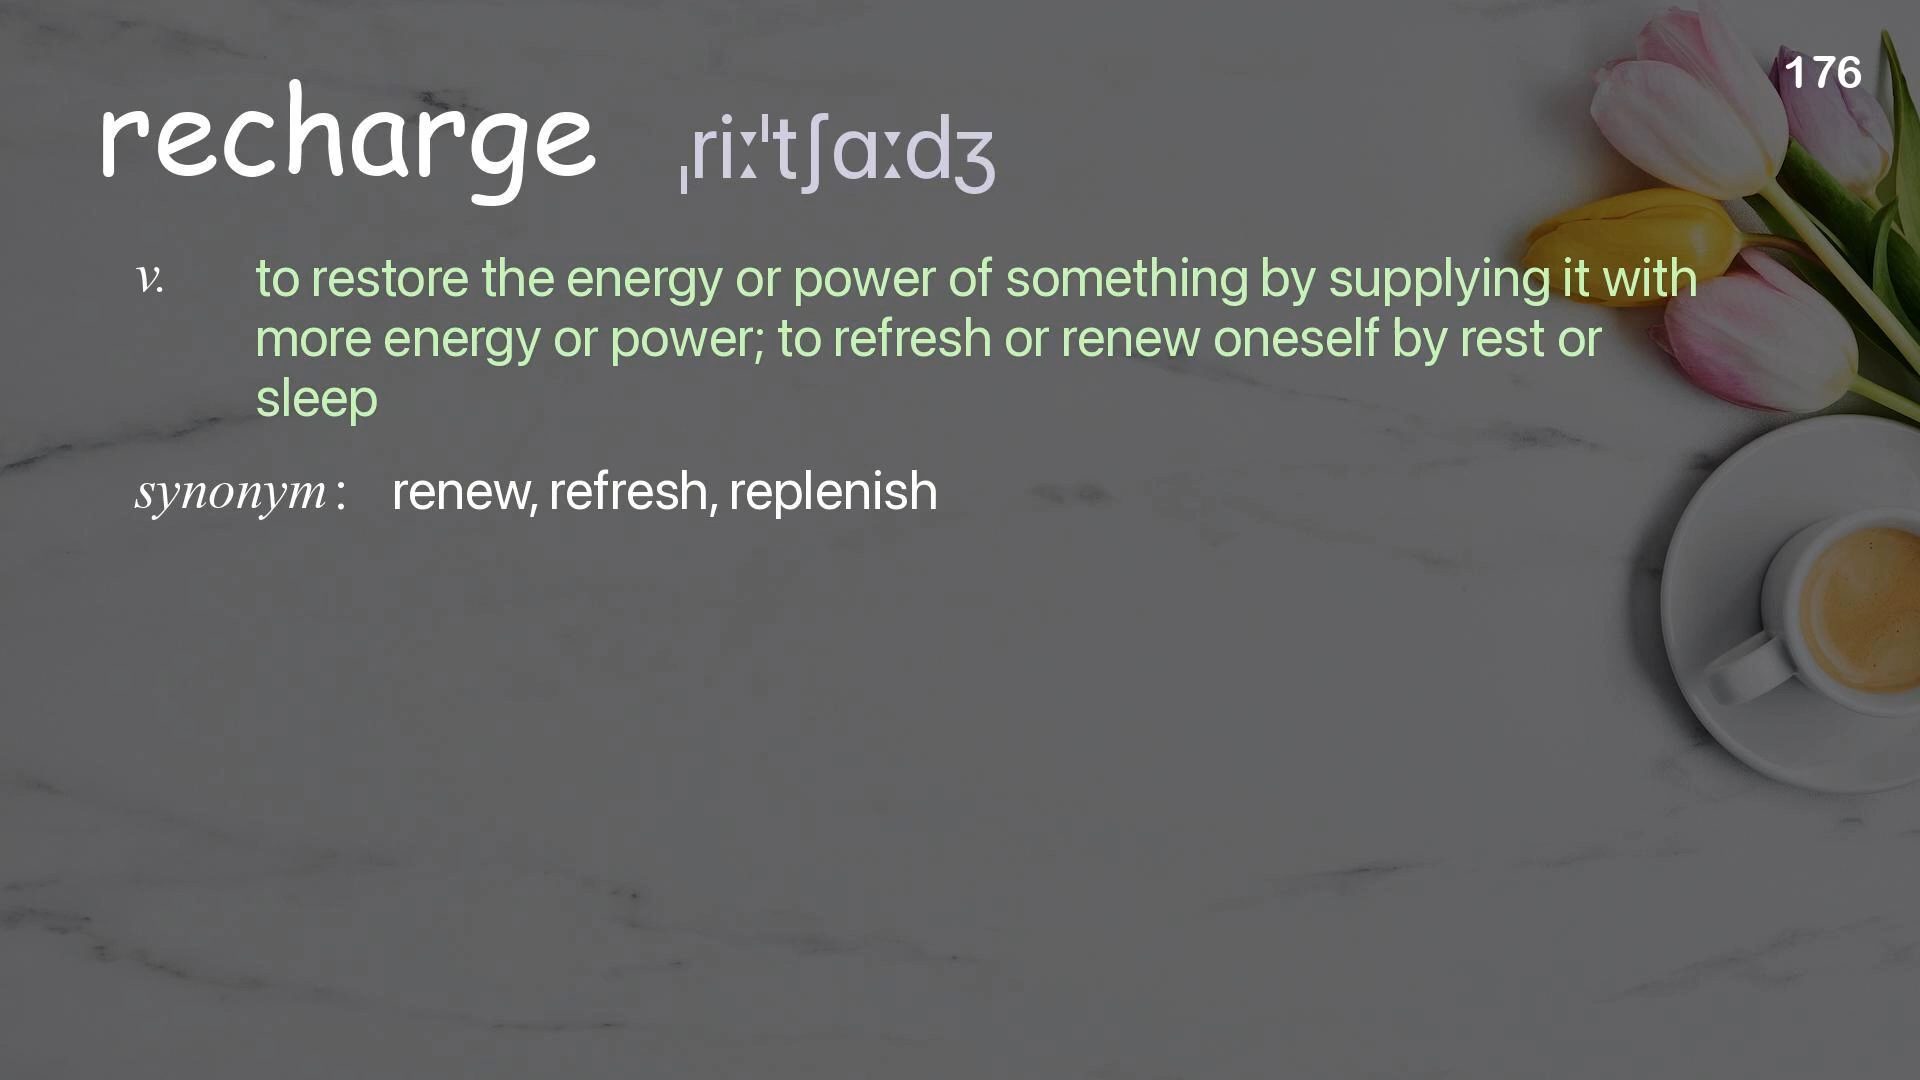 176
recharge ˌriːˈtʃɑːdʒ
v. to restore the energy or power of something by supplying it with
more energy or power; to refresh or renew oneself by rest or
sleep
synonym : renew, refresh, replenish